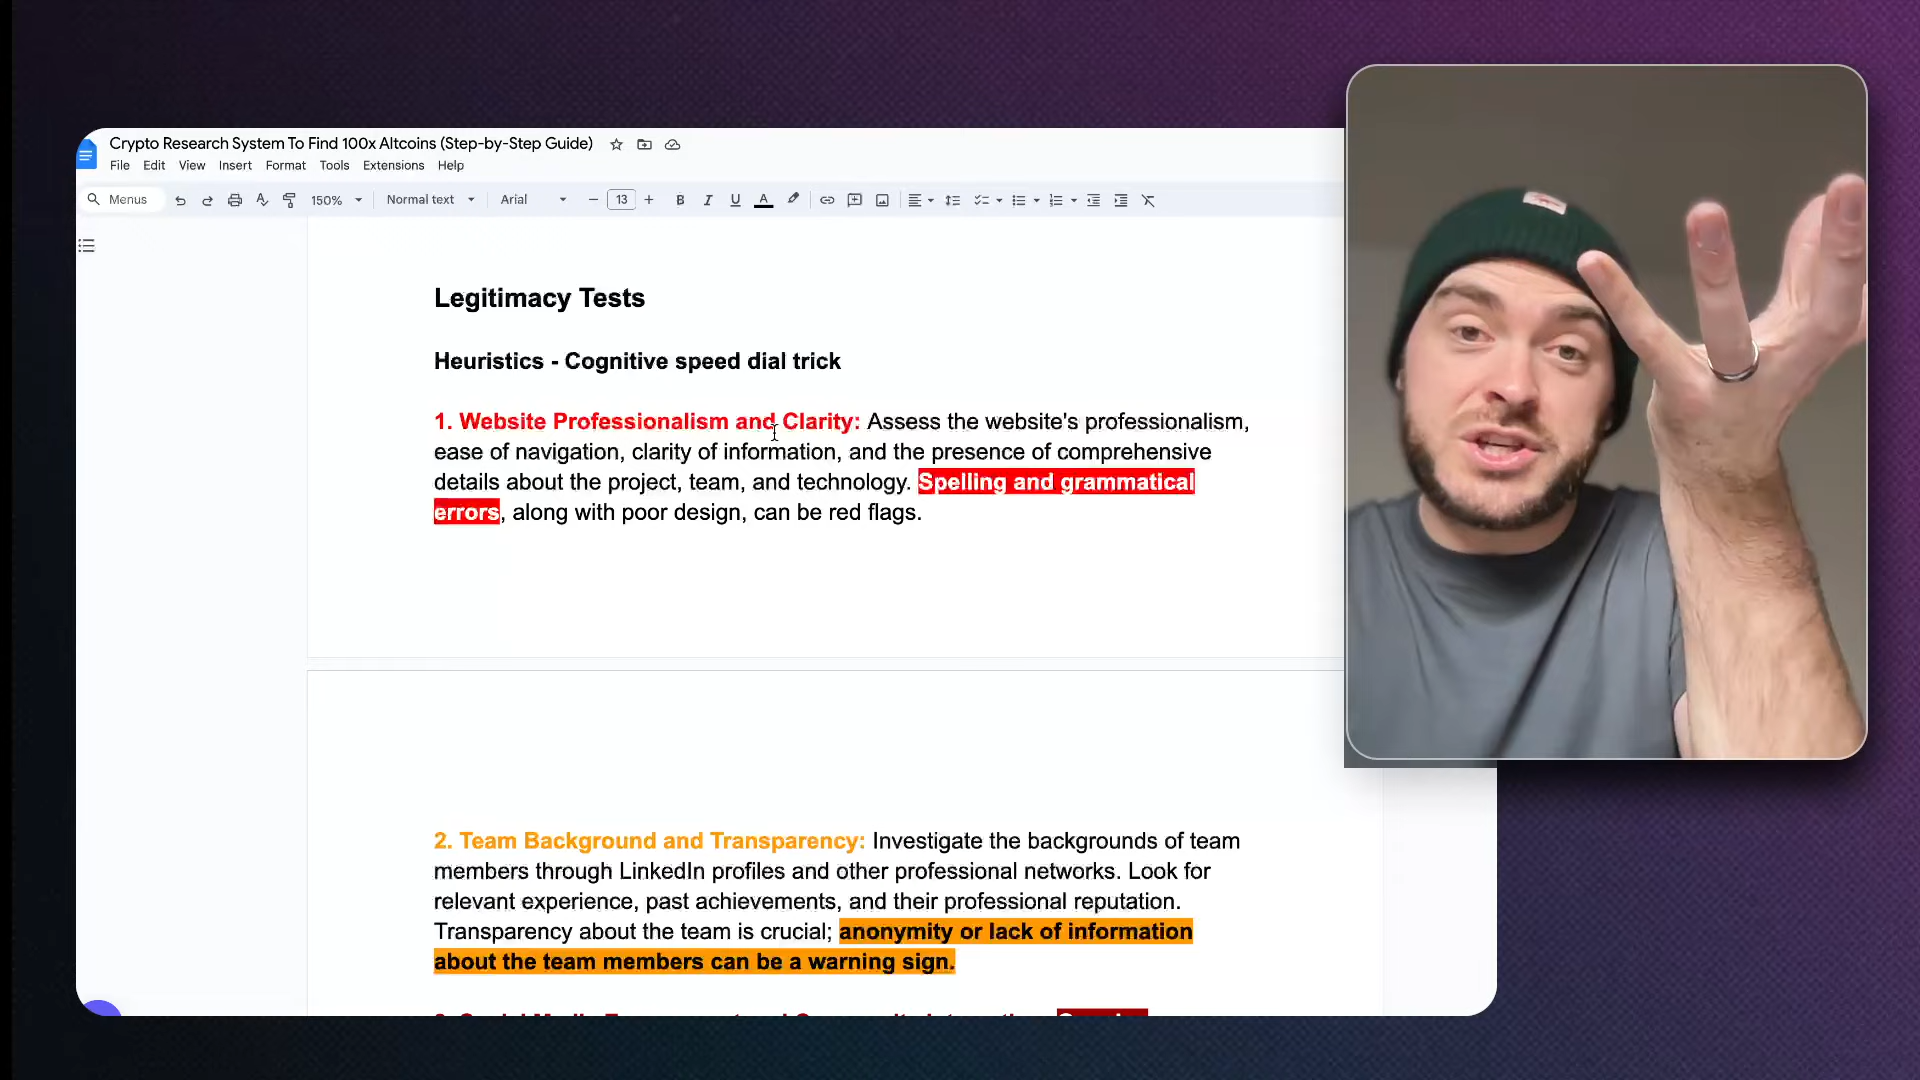 Crypto Research System To Find 100x Altcoins (Step-by-Step Guide)
File Edit View Insert Format Tools Extensions Help
Menus 150% Normal text Arial 13 B I U A
Legitimacy Tests
Heuristics - Cognitive speed dial trick
1. Website Professionalism and Clarity: Assess the website's professionalism,
ease of navigation, clarity of information, and the presence of comprehensive
details about the project, team, and technology. Spelling and grammatical
errors, along with poor design, can be red flags.
2. Team Background and Transparency: Investigate the backgrounds of team
members through LinkedIn profiles and other professional networks. Look for
relevant experience, past achievements, and their professional reputation.
Transparency about the team is crucial; anonymity or lack of information
about the team members can be a warning sign.